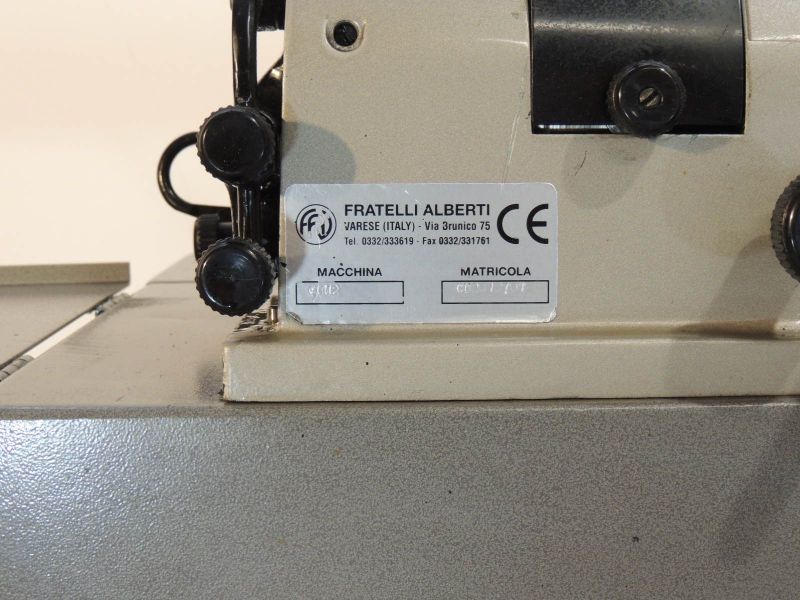 FRATELLI ALBERTI
VARESE (ITALY) - Via Brunico 75
Tel. 0332/333619 - Fax 0332/331761
CE
MACCHINA MATRICOLA